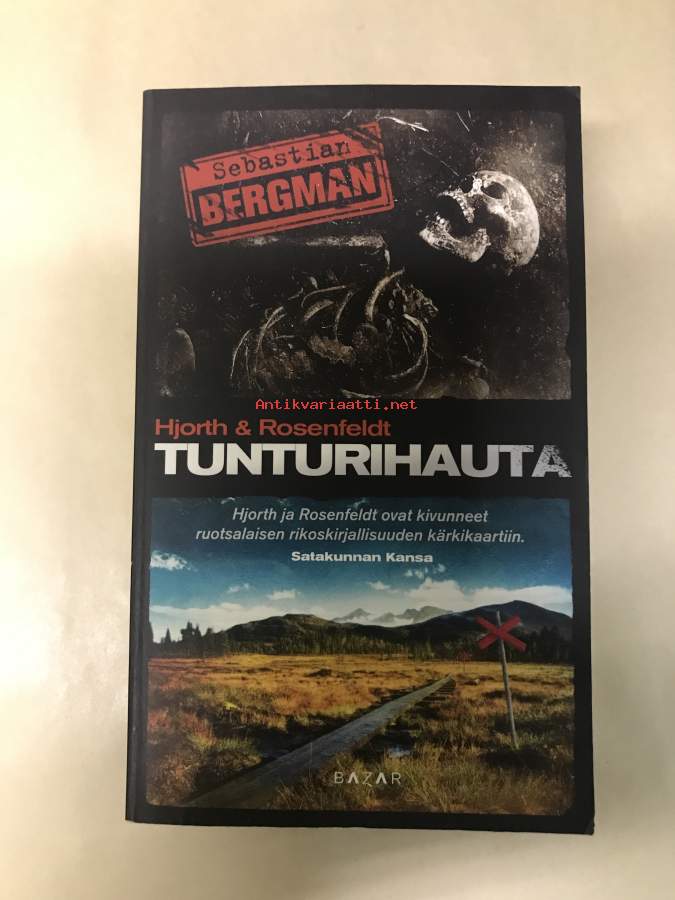 Sebastian
BERGMAN
Antikvariaatti.net
Hjorth & Rosenfeldt
TUNTURIHAUTA
Hjorth ja Rosenfeldt ovat kivunneet
ruotsalaisen rikoskirjallisuuden kärkikaartiin.
Satakunnan Kansa
BAZAR